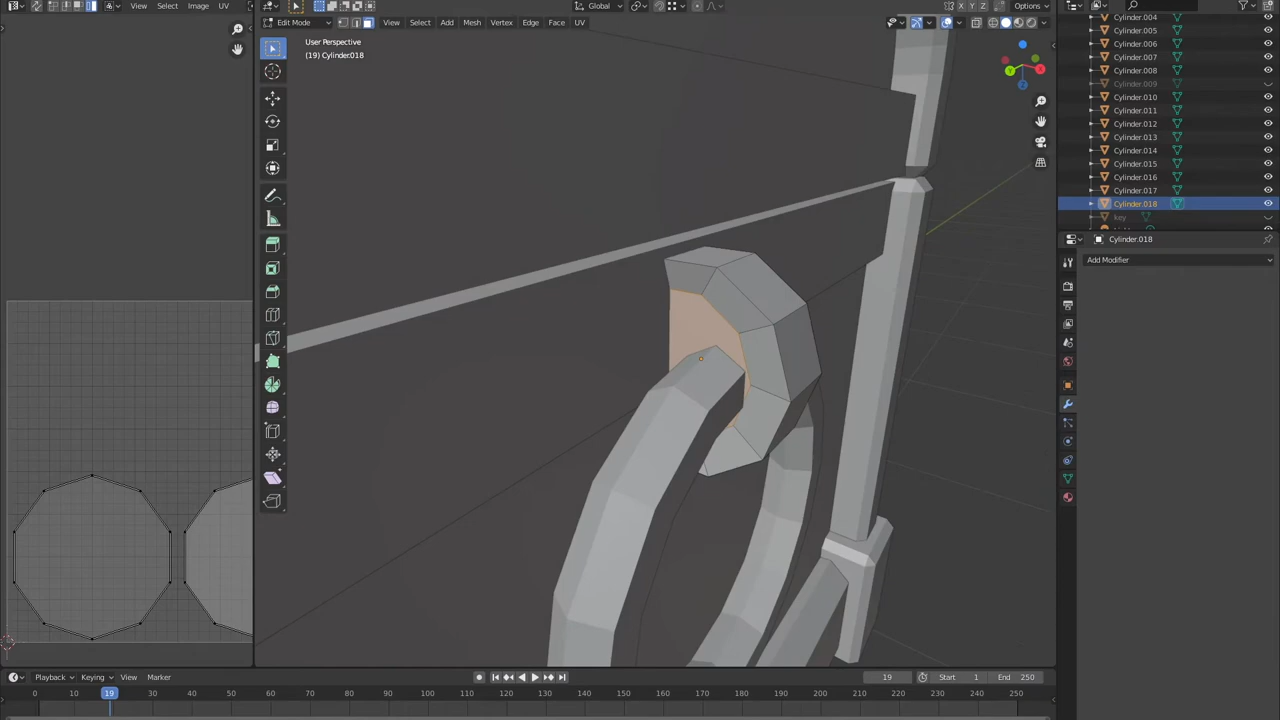 View Select Image UV
Edit Mode View Select Add Mesh Vertex Edge Face UV
Global
Options
User Perspective
(19) Cylinder.018
X
Y
Z
Cylinder.004
Cylinder.005
Cylinder.006
Cylinder.007
Cylinder.008
Cylinder.009
Cylinder.010
Cylinder.011
Cylinder.012
Cylinder.013
Cylinder.014
Cylinder.015
Cylinder.016
Cylinder.017
Cylinder.018
key
Cylinder.018
Add Modifier
Playback Keying View Marker
19 Start 1 End 250
0 10 19 30 40 50 60 70 80 90 100 110 120 130 140 150 160 170 180 190 200 210 220 230 240 250